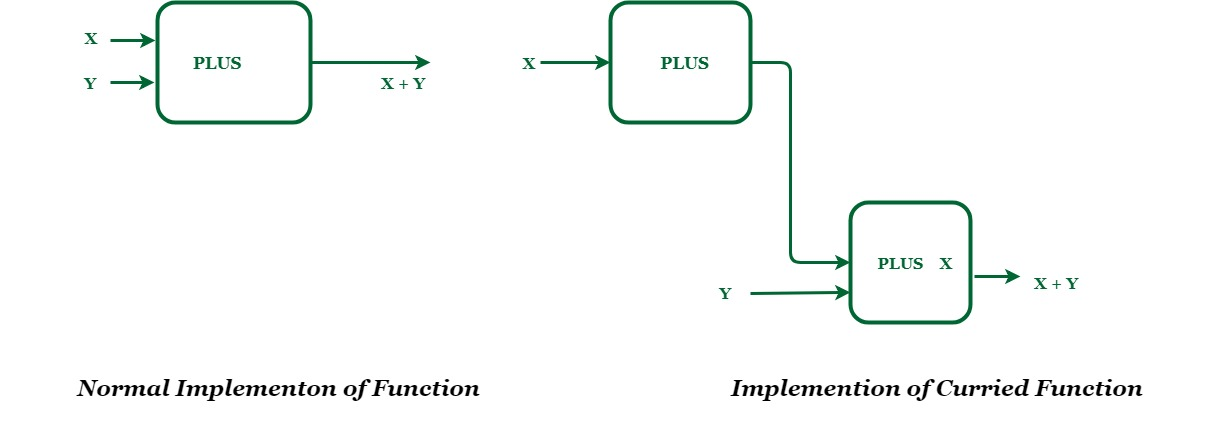 X
Y
PLUS
X + Y
X
PLUS
Y
PLUS X
X + Y
Normal Implementon of Function
Implemention of Curried Function